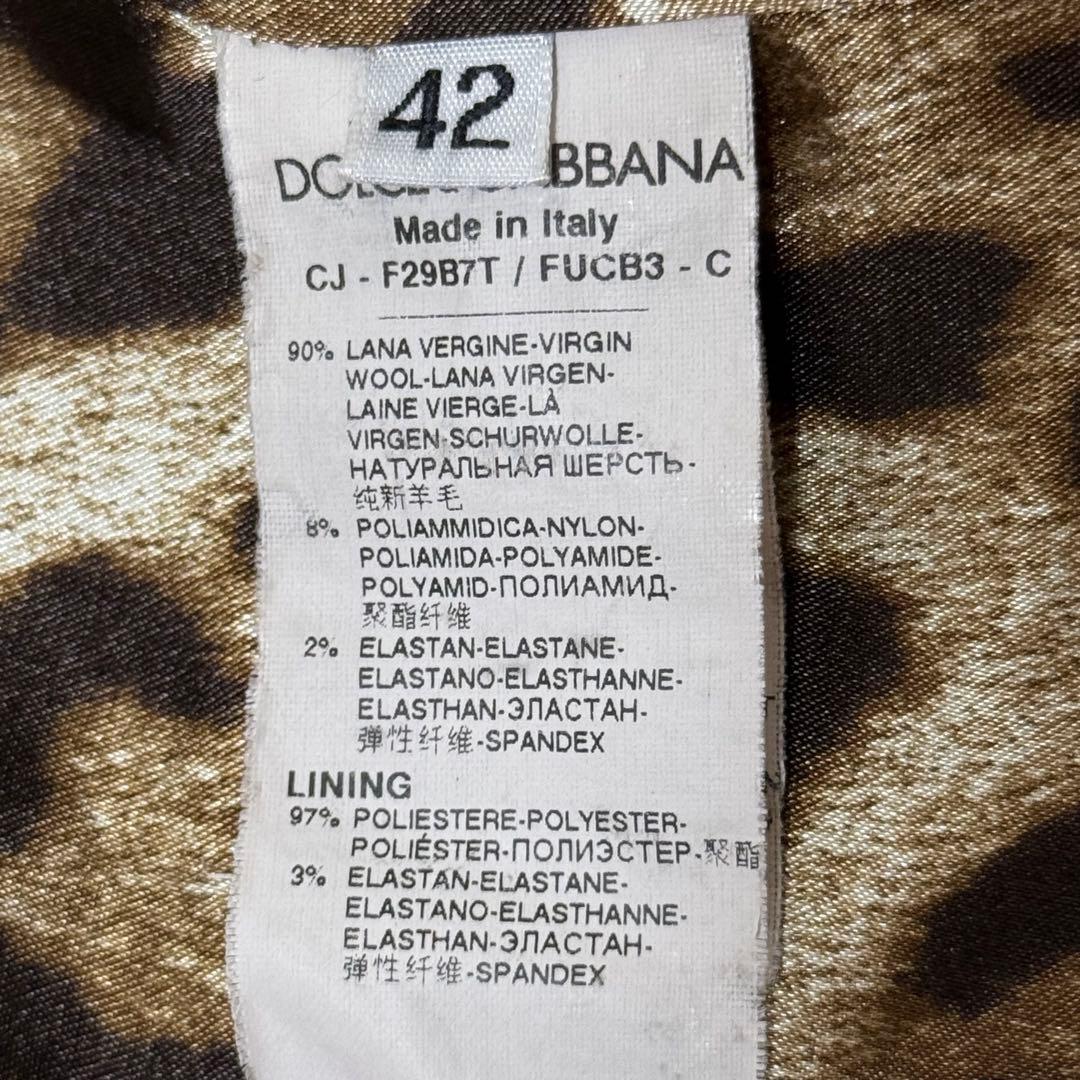 42
DOLCE & GABBANA
Made in Italy
CJ - F29B7T / FUCB3 - C
90% LANA VERGINE-VIRGIN
WOOL-LANA VIRGEN-
LAINE VIERGE-LÀ
VIRGEN-SCHURWOLLE-
НАТУРАЛЬНАЯ ШЕРСТЬ-
纯新羊毛
8% POLIAMMIDICA-NYLON-
POLIAMIDA-POLYAMIDE-
POLYAMID-ПОЛИАМИД-
聚酯纤维
2% ELASTAN-ELASTANE-
ELASTANO-ELASTHANNE-
ELASTHAN-ЭЛАСТАН-
弹性纤维-SPANDEX
LINING
97% POLIESTERE-POLYESTER-
POLIÉSTER-ПОЛИЭСТЕР-聚酯
3% ELASTAN-ELASTANE-
ELASTANO-ELASTHANNE-
ELASTHAN-ЭЛАСТАН-
弹性纤维-SPANDEX